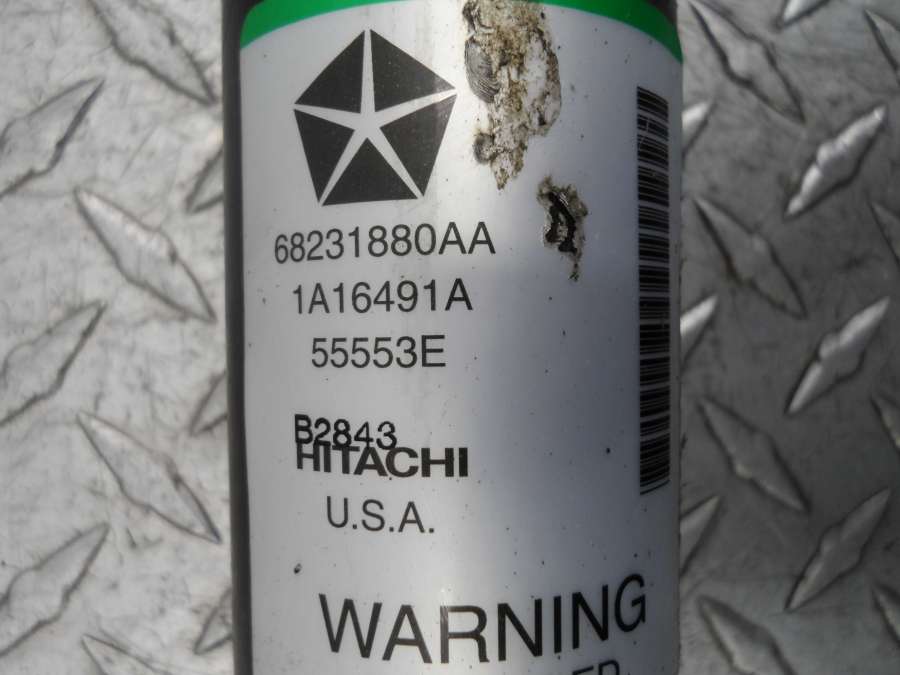 68231880AA
1A16491A
55553E
B2843
HITACHI
U.S.A.
WARNING